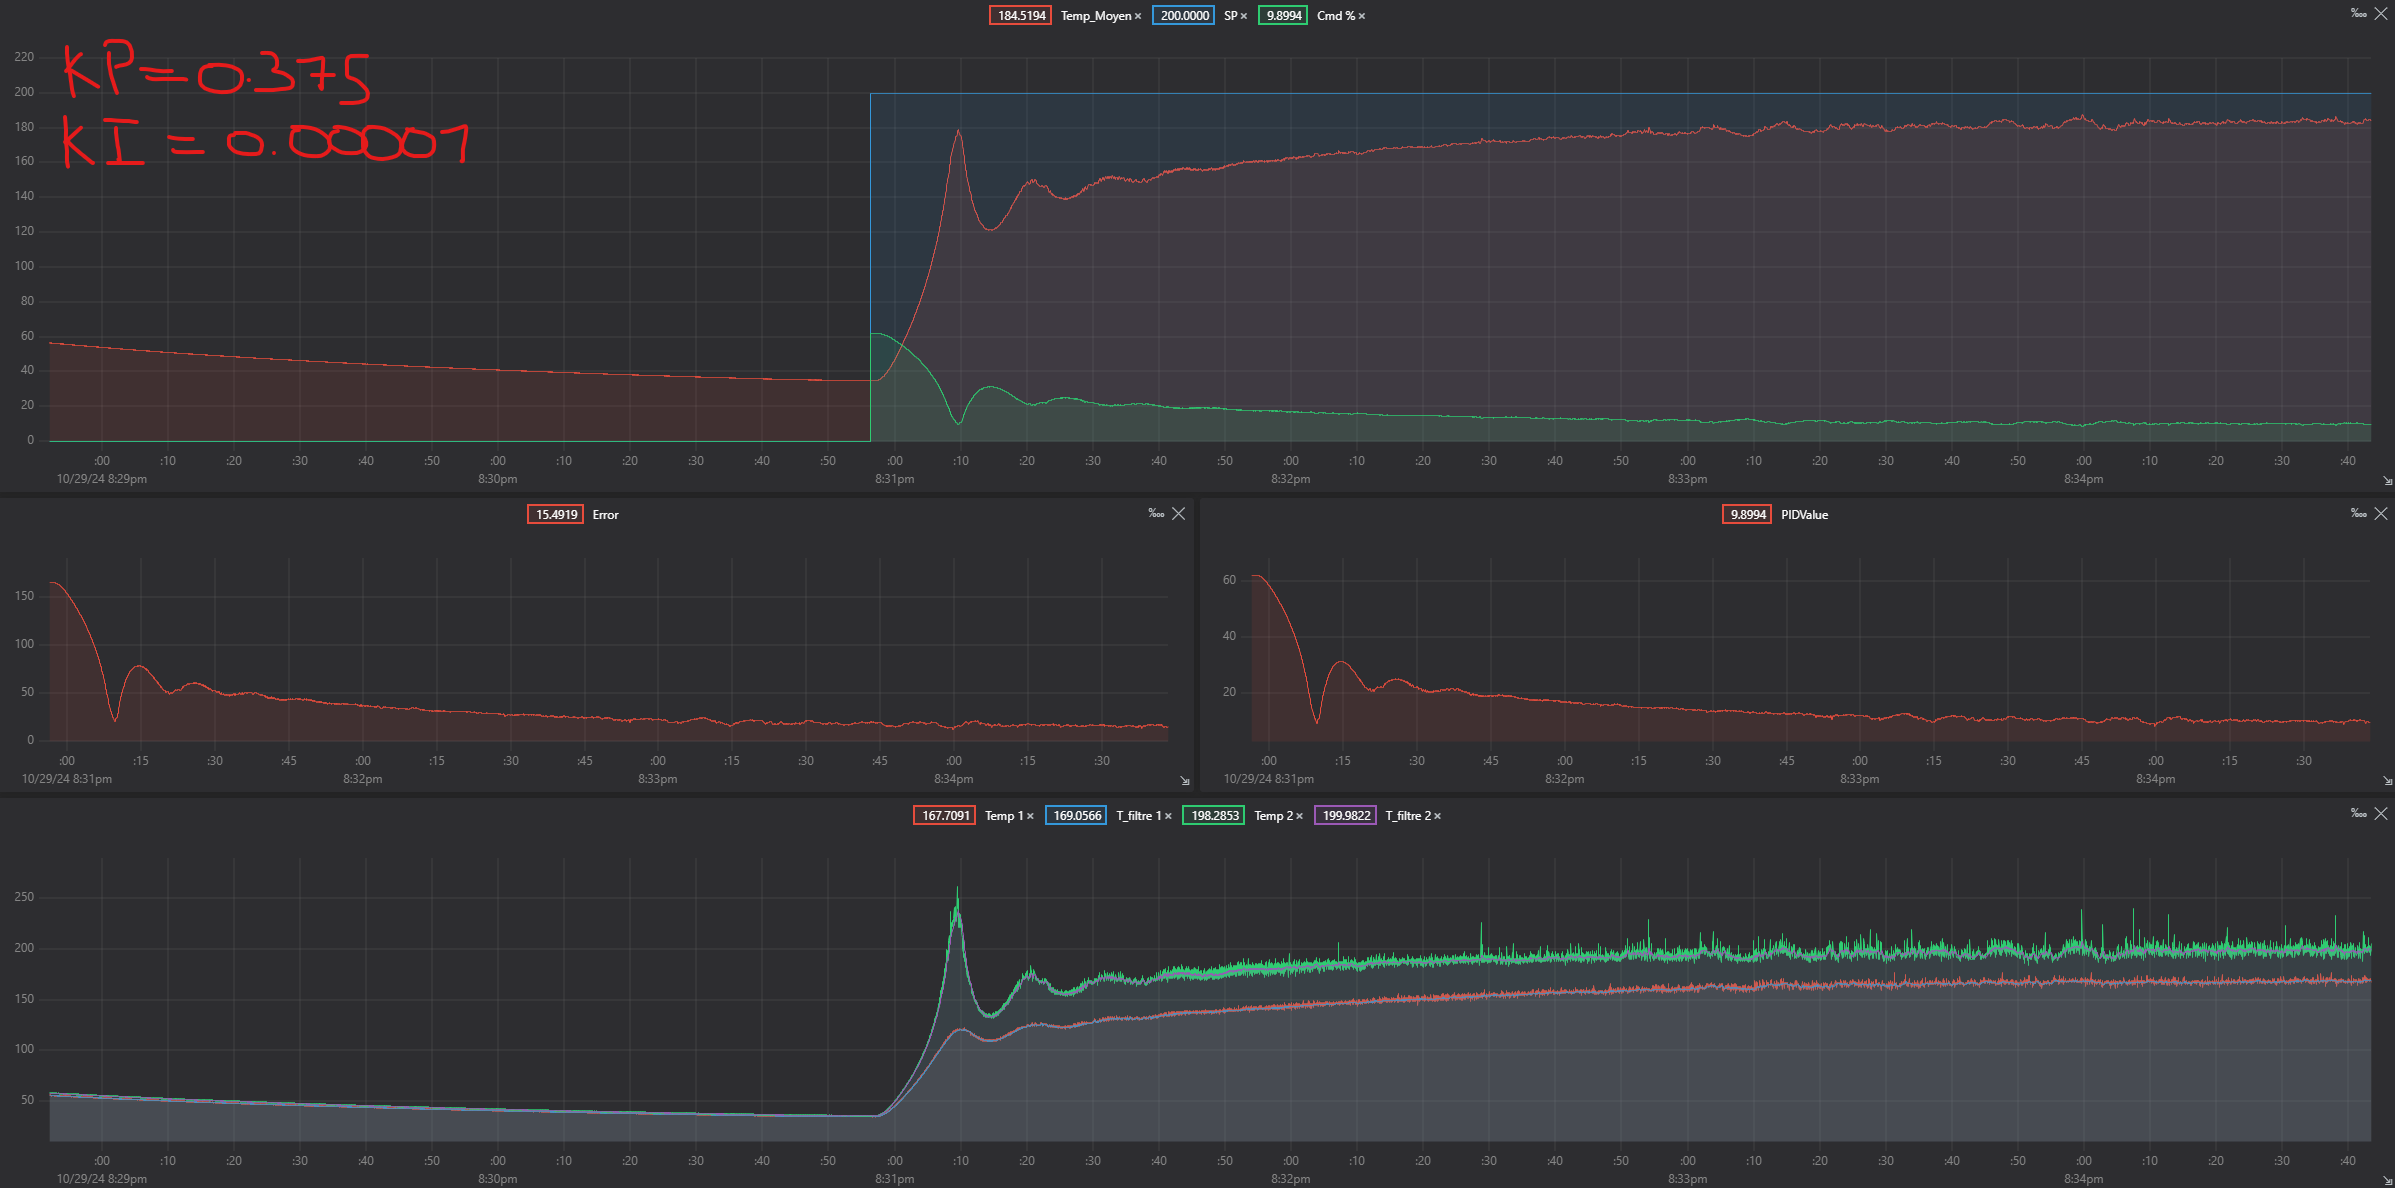 184.5194 Temp_Moyen × 200.0000 SP × 9.8994 Cmd % ×
‰
KP=0.375
KI=0.00001
220
200
180
160
140
120
100
80
60
40
20
0
:00 :10 :20 :30 :40 :50 :00 :10 :20 :30 :40 :50 :00 :10 :20 :30 :40 :50 :00 :10 :20 :30 :40 :50 :00 :10 :20 :30 :40 :50 :00 :10 :20 :30 :40
10/29/24 8:29pm 8:30pm 8:31pm 8:32pm 8:33pm 8:34pm
15.4919 Error
150
100
50
0
:00 :15 :30 :45 :00 :15 :30 :45 :00 :15 :30 :45 :00 :15 :30
10/29/24 8:31pm 8:32pm 8:33pm 8:34pm
9.8994 PIDValue
60
40
20
:00 :15 :30 :45 :00 :15 :30 :45 :00 :15 :30 :45 :00 :15 :30
10/29/24 8:31pm 8:32pm 8:33pm 8:34pm
167.7091 Temp 1 × 169.0566 T_filtre 1 × 198.2853 Temp 2 × 199.9822 T_filtre 2 ×
250
200
150
100
50
:00 :10 :20 :30 :40 :50 :00 :10 :20 :30 :40 :50 :00 :10 :20 :30 :40 :50 :00 :10 :20 :30 :40 :50 :00 :10 :20 :30 :40 :50 :00 :10 :20 :30 :40
10/29/24 8:29pm 8:30pm 8:31pm 8:32pm 8:33pm 8:34pm